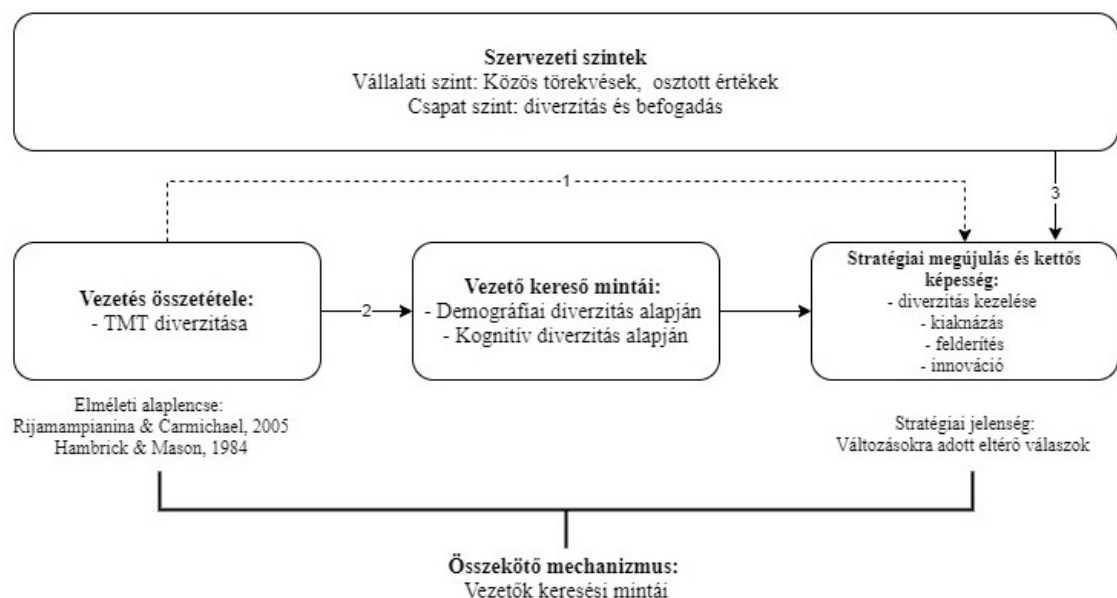 Szervezeti szintek
Vállalati szint: Közös törekvések, osztott értékek
Csapat szint: diverzitás és befogadás
1
3
Vezetés összetétele:
- TMT diverzitása
2
Vezető kereső mintái:
- Demográfiai diverzitás alapján
- Kognitív diverzitás alapján
Stratégiai megújulás és kettős
képesség:
- diverzitás kezelése
- kiaknázás
- felderítés
- innováció
Elméleti alaplencse:
Rijamampianina & Carmichael, 2005
Hambrick & Mason, 1984
Stratégiai jelenség:
Változásokra adott eltérő válaszok
Összekötő mechanizmus:
Vezetők keresési mintái